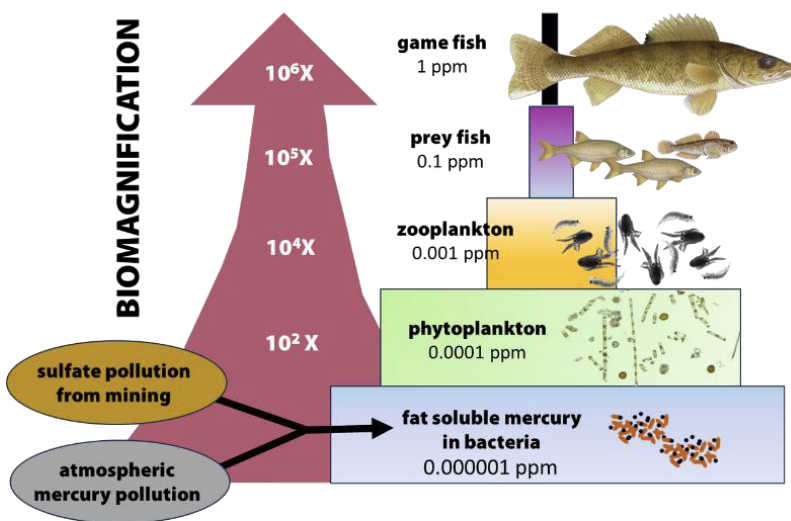 BIOMAGNIFICATION
10⁶X
10⁵X
10⁴X
10² X
game fish
1 ppm
prey fish
0.1 ppm
zooplankton
0.001 ppm
phytoplankton
0.0001 ppm
fat soluble mercury
in bacteria
0.000001 ppm
sulfate pollution
from mining
atmospheric
mercury pollution